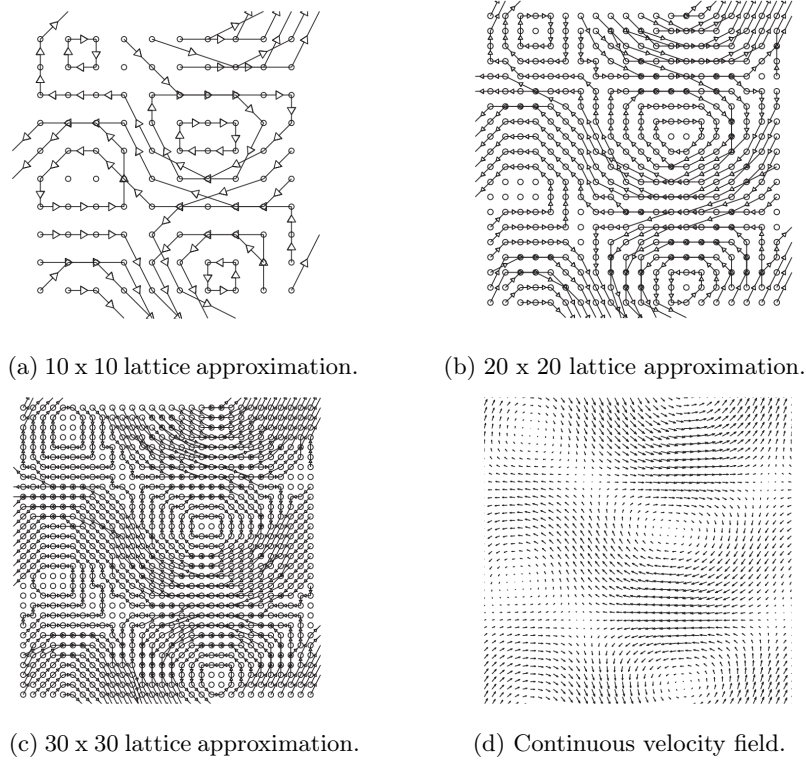 (a) 10 x 10 lattice approximation.
(b) 20 x 20 lattice approximation.
(c) 30 x 30 lattice approximation.
(d) Continuous velocity field.